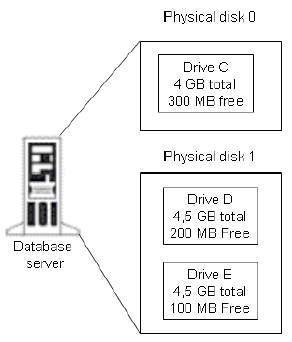 Physical disk 0
Drive C
4 GB total
300 MB free
Physical disk 1
Drive D
4,5 GB total
200 MB Free
Drive E
4,5 GB total
100 MB Free
Database
server